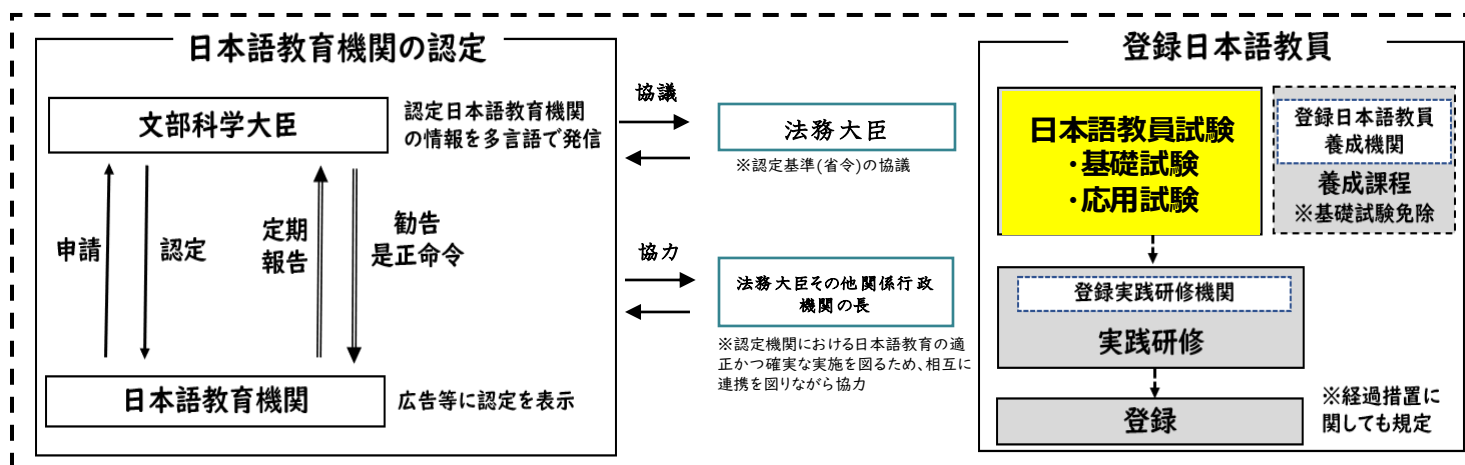 日本語教育機関の認定
文部科学大臣
認定日本語教育機関
の情報を多言語で発信
申請
認定
定期
報告
勧告
是正命令
日本語教育機関
広告等に認定を表示
協議
法務大臣
※認定基準(省令)の協議
協力
法務大臣その他関係行政
機関の長
※認定機関における日本語教育の適
正かつ確実な実施を図るため、相互に
連携を図りながら協力
登録日本語教員
日本語教員試験
・基礎試験
・応用試験
登録日本語教員
養成機関
養成課程
※基礎試験免除
登録実践研修機関
実践研修
登録
※経過措置に
関しても規定